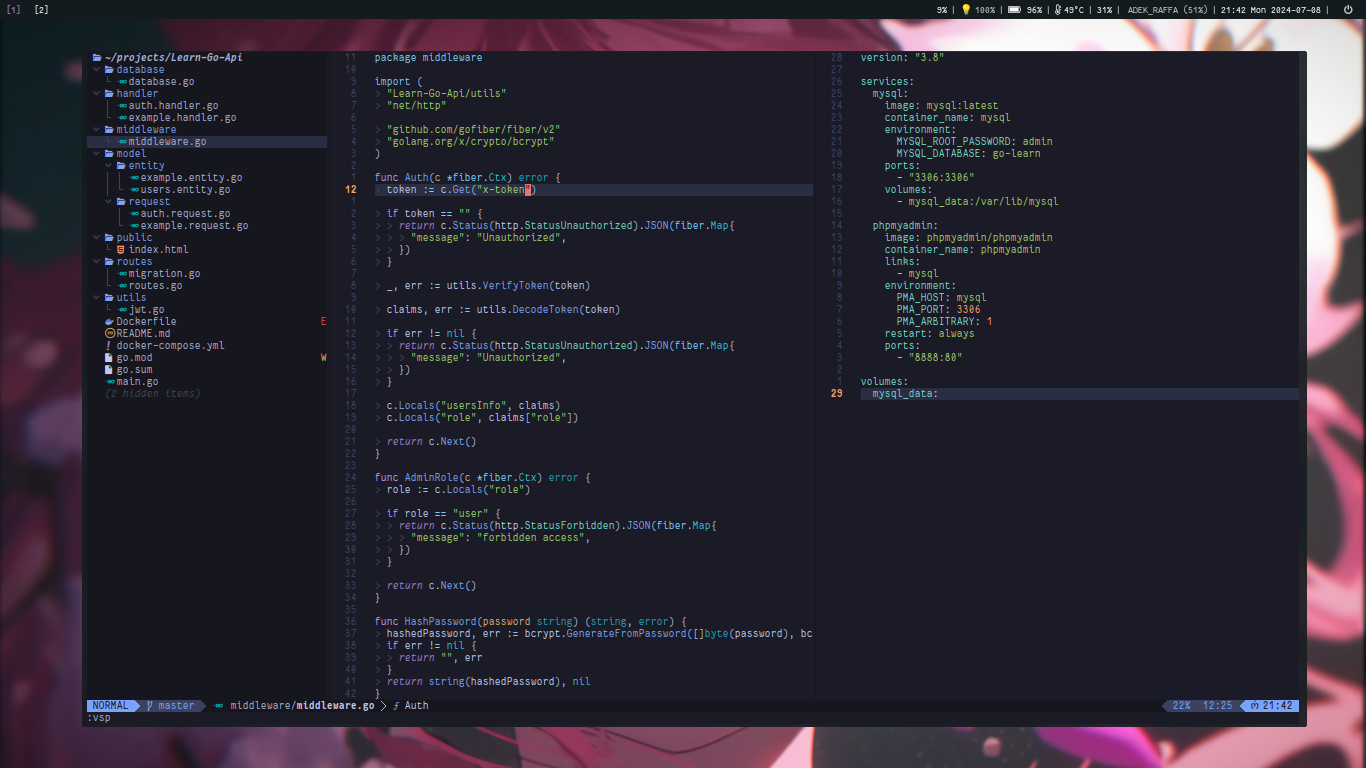 [1] [2]
9% | 100% | 96% | 49°C | 31% | ADEK_RAFFA (51%) | 21:42 Mon 2024-07-08 |
~/projects/Learn-Go-Api
database
database.go
handler
auth.handler.go
example.handler.go
middleware
middleware.go
model
entity
example.entity.go
users.entity.go
request
auth.request.go
example.request.go
public
index.html
routes
migration.go
routes.go
utils
jwt.go
Dockerfile E
README.md
docker-compose.yml
go.mod W
go.sum
main.go
(2 hidden items)
11 package middleware
10
9 import (
8 "Learn-Go-Api/utils"
7 "net/http"
6
5 "github.com/gofiber/fiber/v2"
4 "golang.org/x/crypto/bcrypt"
3 )
2
1 func Auth(c *fiber.Ctx) error {
12 token := c.Get("x-token")
1
2 if token == "" {
3 return c.Status(http.StatusUnauthorized).JSON(fiber.Map{
4 "message": "Unauthorized",
5 })
6 }
7
8 _, err := utils.VerifyToken(token)
9
10 claims, err := utils.DecodeToken(token)
11
12 if err != nil {
13 return c.Status(http.StatusUnauthorized).JSON(fiber.Map{
14 "message": "Unauthorized",
15 })
16 }
17
18 c.Locals("usersInfo", claims)
19 c.Locals("role", claims["role"])
20
21 return c.Next()
22 }
23
24 func AdminRole(c *fiber.Ctx) error {
25 role := c.Locals("role")
26
27 if role == "user" {
28 return c.Status(http.StatusForbidden).JSON(fiber.Map{
29 "message": "forbidden access",
30 })
31 }
32
33 return c.Next()
34 }
35
36 func HashPassword(password string) (string, error) {
37 hashedPassword, err := bcrypt.GenerateFromPassword([]byte(password), bc
38 if err != nil {
39 return "", err
40 }
41 return string(hashedPassword), nil
42 }
28 version: "3.8"
27
26 services:
25 mysql:
24 image: mysql:latest
23 container_name: mysql
22 environment:
21 MYSQL_ROOT_PASSWORD: admin
20 MYSQL_DATABASE: go-learn
19 ports:
18 - "3306:3306"
17 volumes:
16 - mysql_data:/var/lib/mysql
15
14 phpmyadmin:
13 image: phpmyadmin/phpmyadmin
12 container_name: phpmyadmin
11 links:
10 - mysql
9 environment:
8 PMA_HOST: mysql
7 PMA_PORT: 3306
6 PMA_ARBITRARY: 1
5 restart: always
4 ports:
3 - "8888:80"
2
1 volumes:
29 mysql_data:
NORMAL master middleware/middleware.go > ƒ Auth 22% 12:25 21:42
:vsp